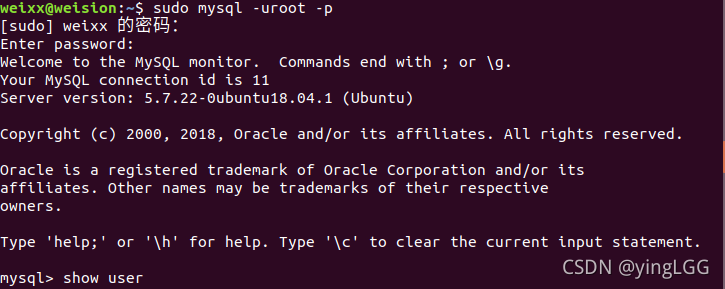 weixx@weision:~$ sudo mysql -uroot -p
[sudo] weixx 的密码：
Enter password:
Welcome to the MySQL monitor.  Commands end with ; or \g.
Your MySQL connection id is 11
Server version: 5.7.22-0ubuntu18.04.1 (Ubuntu)

Copyright (c) 2000, 2018, Oracle and/or its affiliates. All rights reserved.

Oracle is a registered trademark of Oracle Corporation and/or its
affiliates. Other names may be trademarks of their respective
owners.

Type 'help;' or '\h' for help. Type '\c' to clear the current input statement.

mysql> show user
CSDN @yingLGG